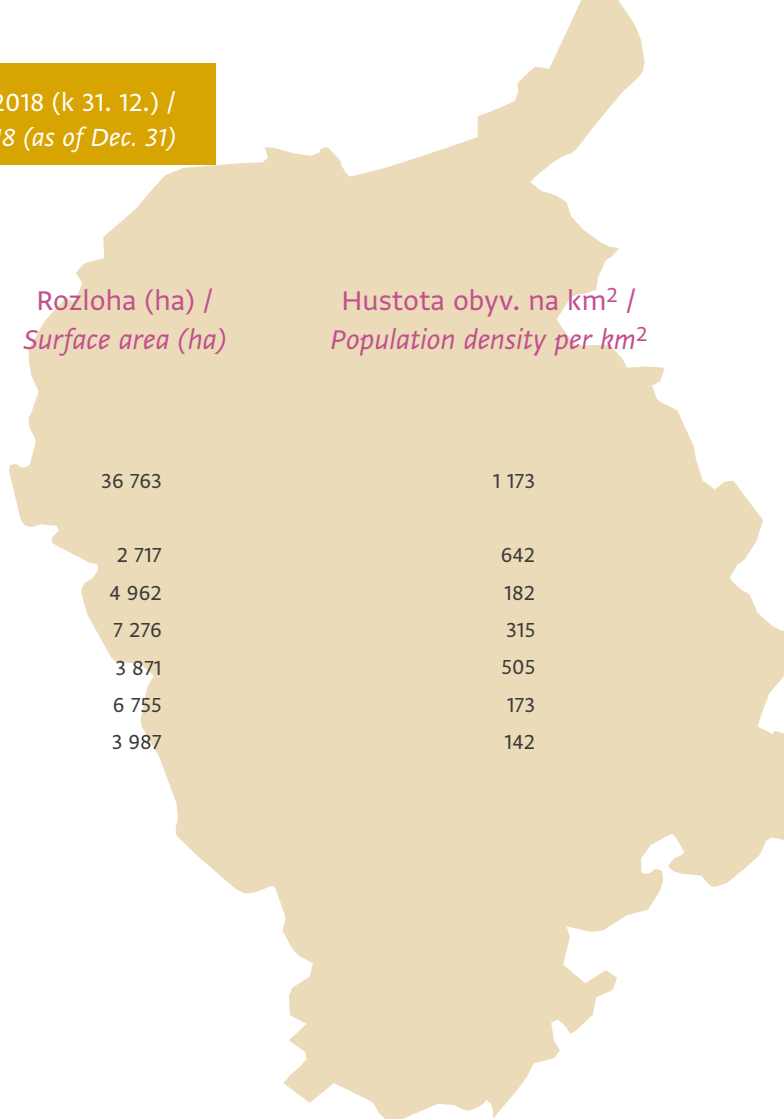 2018 (k 31. 12.) /
18 (as of Dec. 31)
Rozloha (ha) / Hustota obyv. na km² /
Surface area (ha) Population density per km²
36 763 1 173
2 717 642
4 962 182
7 276 315
3 871 505
6 755 173
3 987 142